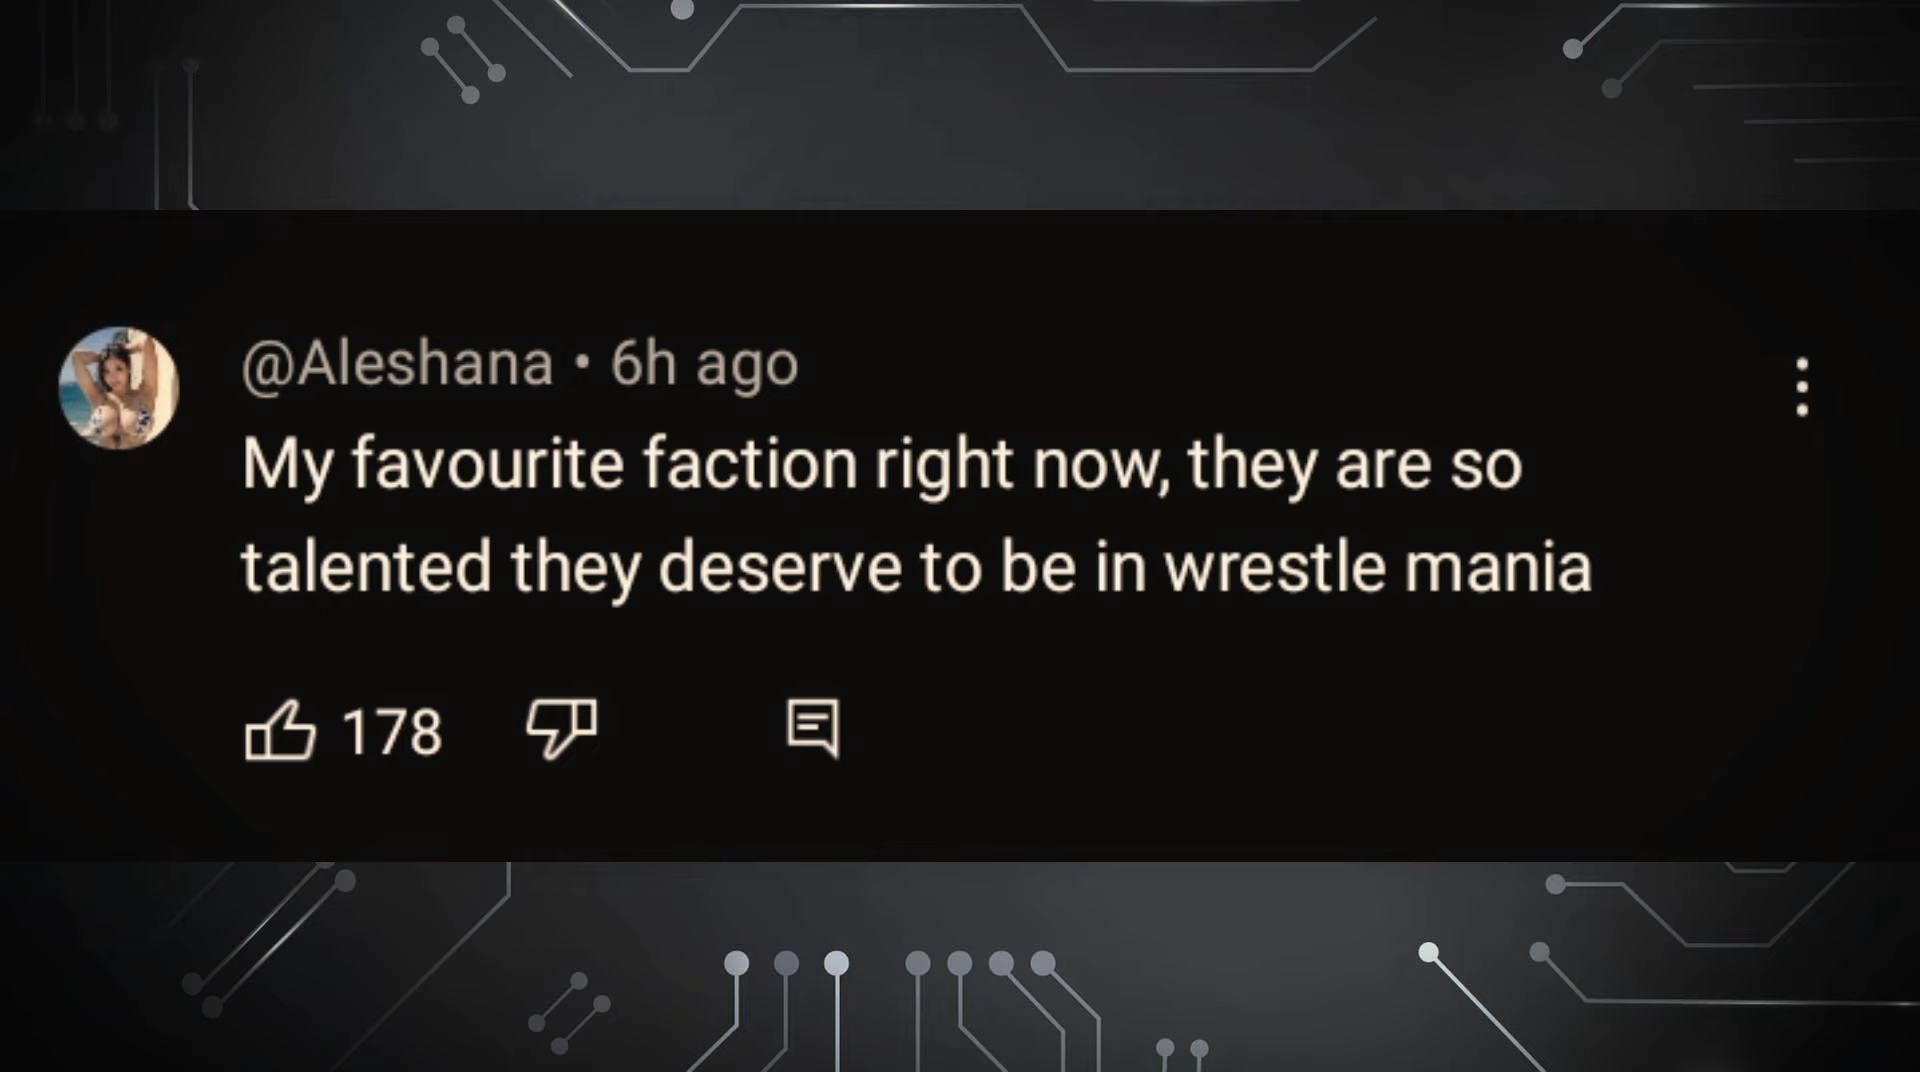 @Aleshana • 6h ago
My favourite faction right now, they are so
talented they deserve to be in wrestle mania
178